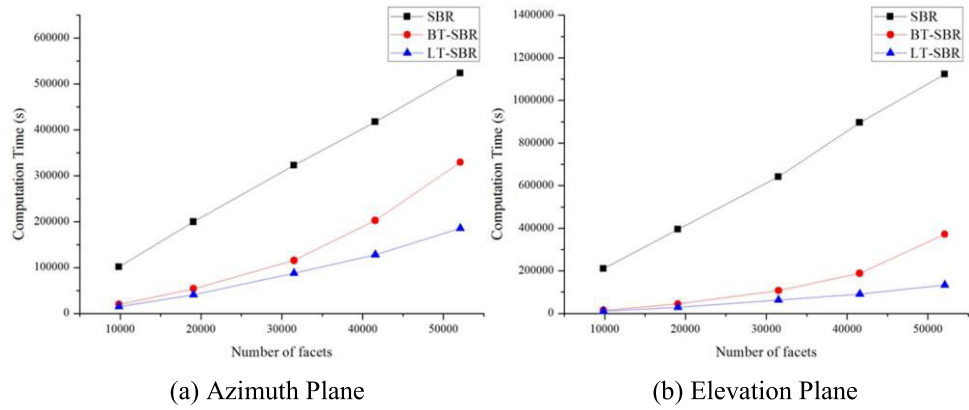 SBR
BT-SBR
LT-SBR
600000
500000
400000
300000
200000
100000
0
Computation Time (s)
10000 20000 30000 40000 50000
Number of facets
(a) Azimuth Plane
SBR
BT-SBR
LT-SBR
1400000
1200000
1000000
800000
600000
400000
200000
0
Computation Time (s)
10000 20000 30000 40000 50000
Number of facets
(b) Elevation Plane